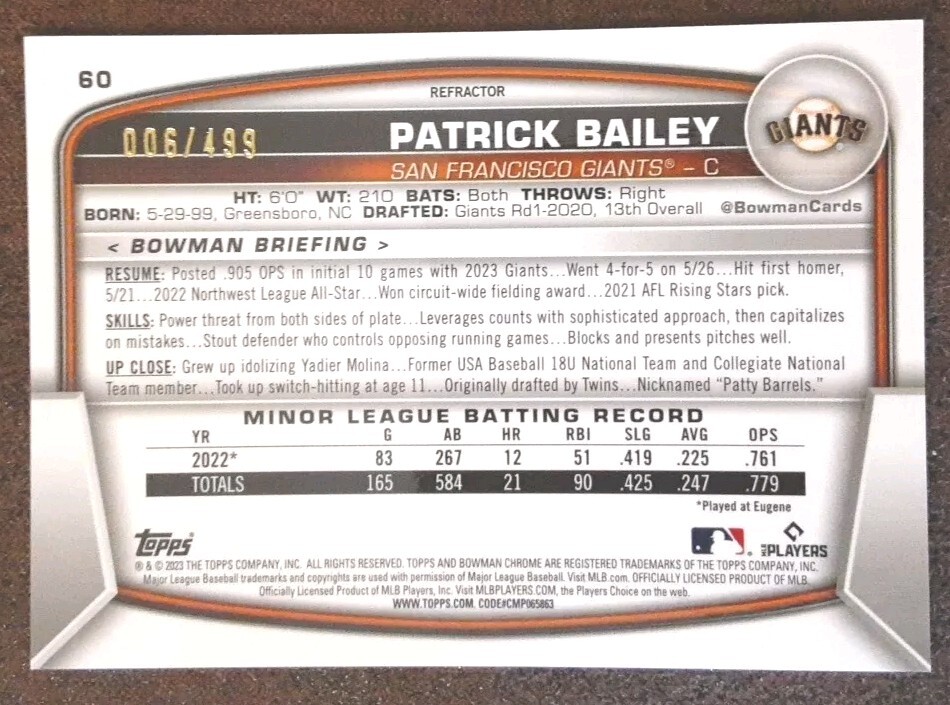 60
REFRACTOR
006/499
PATRICK BAILEY
GIANTS
SAN FRANCISCO GIANTS® – C
HT: 6'0" WT: 210 BATS: Both THROWS: Right
BORN: 5-29-99, Greensboro, NC DRAFTED: Giants Rd1-2020, 13th Overall @BowmanCards
< BOWMAN BRIEFING >
RESUME: Posted .905 OPS in initial 10 games with 2023 Giants...Went 4-for-5 on 5/26...Hit first homer,
5/21...2022 Northwest League All-Star...Won circuit-wide fielding award...2021 AFL Rising Stars pick.
SKILLS: Power threat from both sides of plate...Leverages counts with sophisticated approach, then capitalizes
on mistakes...Stout defender who controls opposing running games...Blocks and presents pitches well.
UP CLOSE: Grew up idolizing Yadier Molina...Former USA Baseball 18U National Team and Collegiate National
Team member...Took up switch-hitting at age 11...Originally drafted by Twins...Nicknamed "Patty Barrels."
MINOR LEAGUE BATTING RECORD
YR G AB HR RBI SLG AVG OPS
2022* 83 267 12 51 .419 .225 .761
TOTALS 165 584 21 90 .425 .247 .779
*Played at Eugene
Topps
MLB PLAYERS
® & © 2023 THE TOPPS COMPANY, INC. ALL RIGHTS RESERVED. TOPPS AND BOWMAN CHROME ARE REGISTERED TRADEMARKS OF THE TOPPS COMPANY, INC.
Major League Baseball trademarks and copyrights are used with permission of Major League Baseball. Visit MLB.com. OFFICIALLY LICENSED PRODUCT OF MLB.
Officially Licensed Product of MLB Players, Inc. Visit MLBPLAYERS.COM, the Players Choice on the web.
WWW.TOPPS.COM. CODE#CMP065863